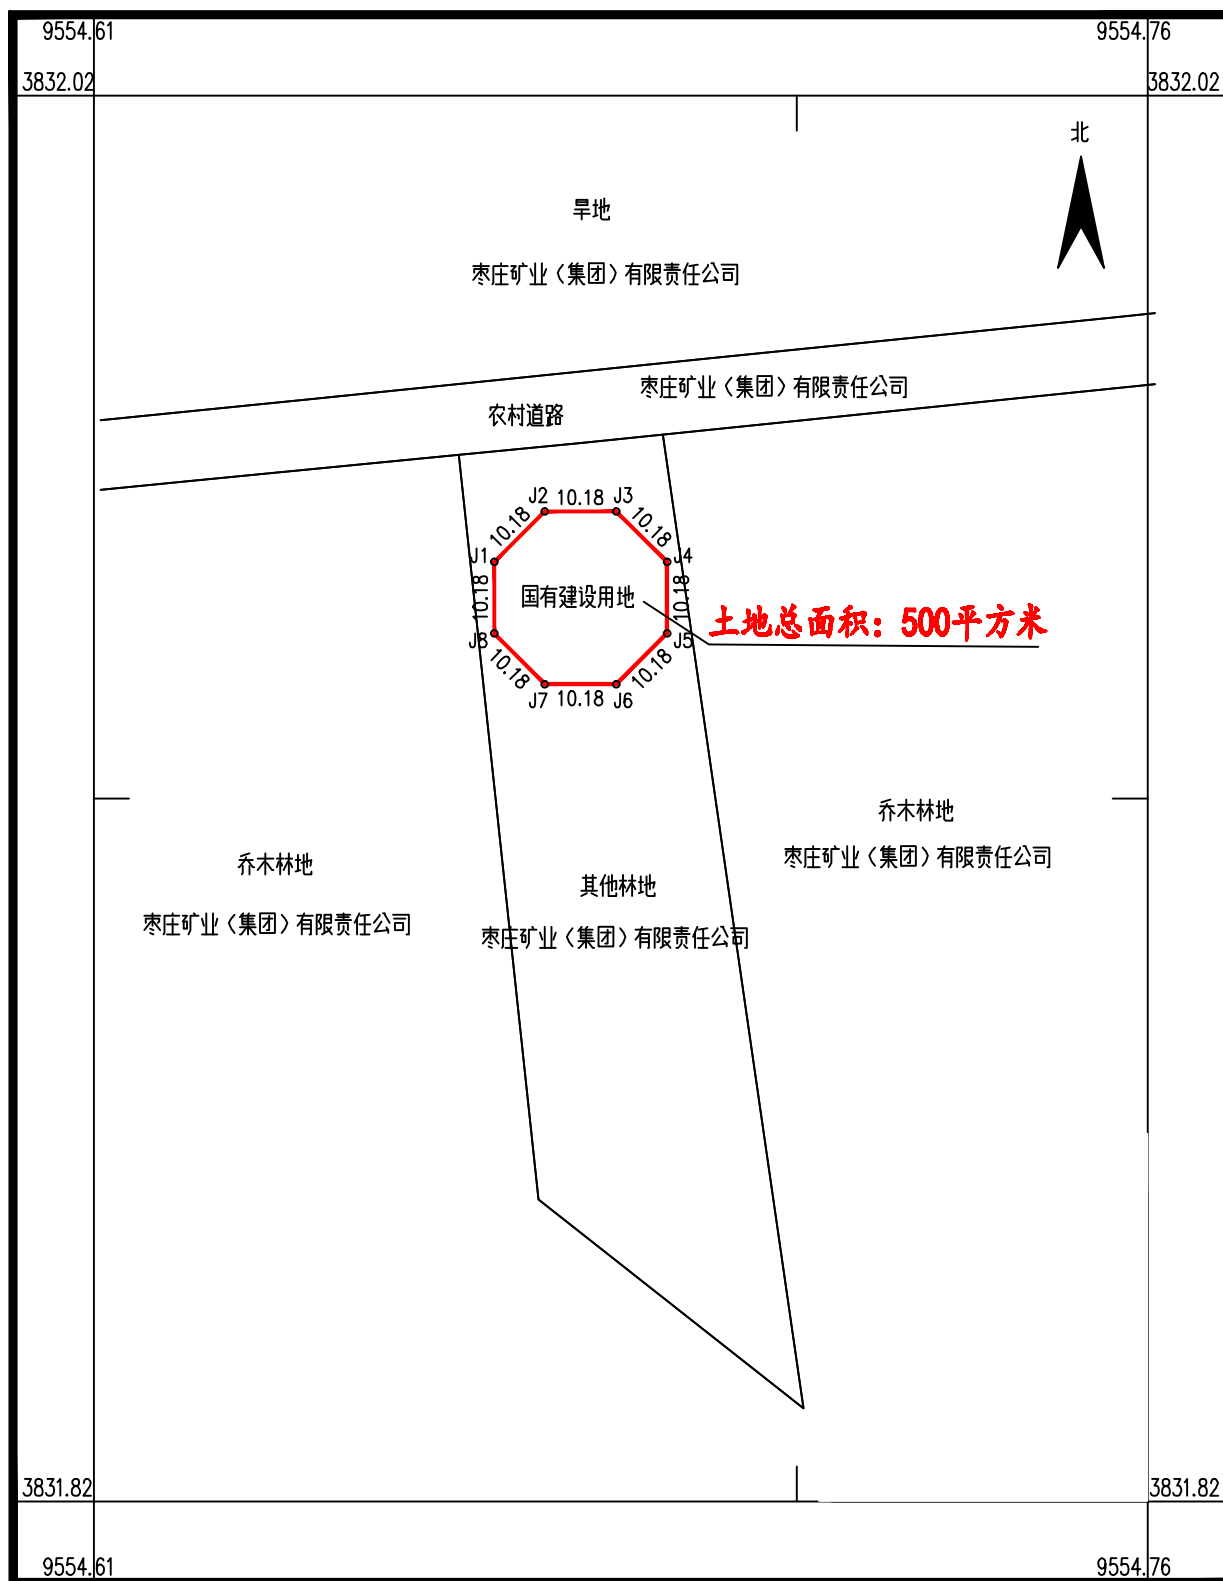 9554.61
9554.76
3832.02
3832.02
北
旱地
枣庄矿业（集团）有限责任公司
枣庄矿业（集团）有限责任公司
农村道路
J2
10.18
J3
10.18
10.18
J1
J4
10.18
国有建设用地
10.18
土地总面积：500平方米
J8
J5
10.18
10.18
J7
10.18
J6
乔木林地
枣庄矿业（集团）有限责任公司
乔木林地
其他林地
枣庄矿业（集团）有限责任公司
枣庄矿业（集团）有限责任公司
3831.82
3831.82
9554.61
9554.76